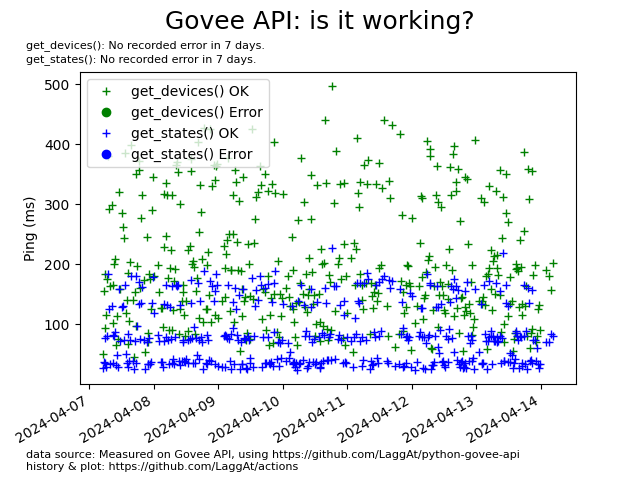 Govee API: is it working?
get_devices(): No recorded error in 7 days.
get_states(): No recorded error in 7 days.
get_devices() OK
get_devices() Error
get_states() OK
get_states() Error
Ping (ms)
500
400
300
200
100
2024-04-07
2024-04-08
2024-04-09
2024-04-10
2024-04-11
2024-04-12
2024-04-13
2024-04-14
data source: Measured on Govee API, using https://github.com/LaggAt/python-govee-api
history & plot: https://github.com/LaggAt/actions